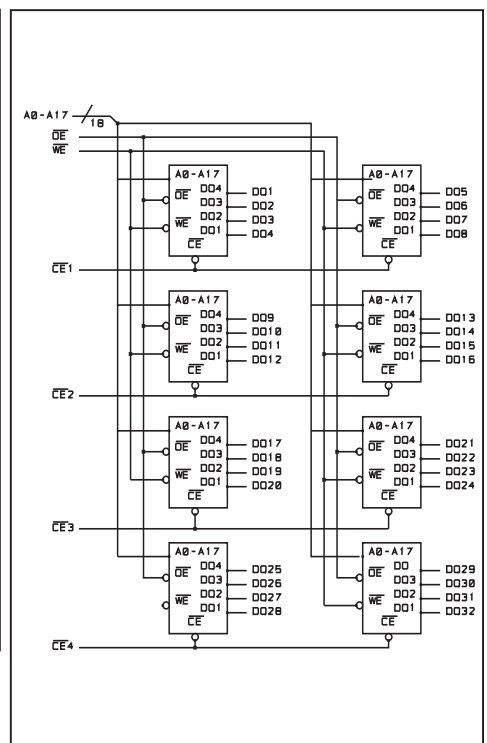 A0-A17
18
OE
WE
A0-A17
DQ4
OE
DQ3
DQ2
WE
DQ1
CE
DQ1
DQ2
DQ3
DQ4
A0-A17
DQ4
OE
DQ3
DQ2
WE
DQ1
CE
DQ5
DQ6
DQ7
DQ8
CE1
A0-A17
DQ4
OE
DQ3
DQ2
WE
DQ1
CE
DQ9
DQ10
DQ11
DQ12
A0-A17
DQ4
OE
DQ3
DQ2
WE
DQ1
CE
DQ13
DQ14
DQ15
DQ16
CE2
A0-A17
DQ4
OE
DQ3
DQ2
WE
DQ1
CE
DQ17
DQ18
DQ19
DQ20
A0-A17
DQ4
OE
DQ3
DQ2
WE
DQ1
CE
DQ21
DQ22
DQ23
DQ24
CE3
A0-A17
DQ4
OE
DQ3
DQ2
WE
DQ1
CE
DQ25
DQ26
DQ27
DQ28
A0-A17
DQ
OE
DQ3
DQ2
WE
DQ1
CE
DQ29
DQ30
DQ31
DQ32
CE4